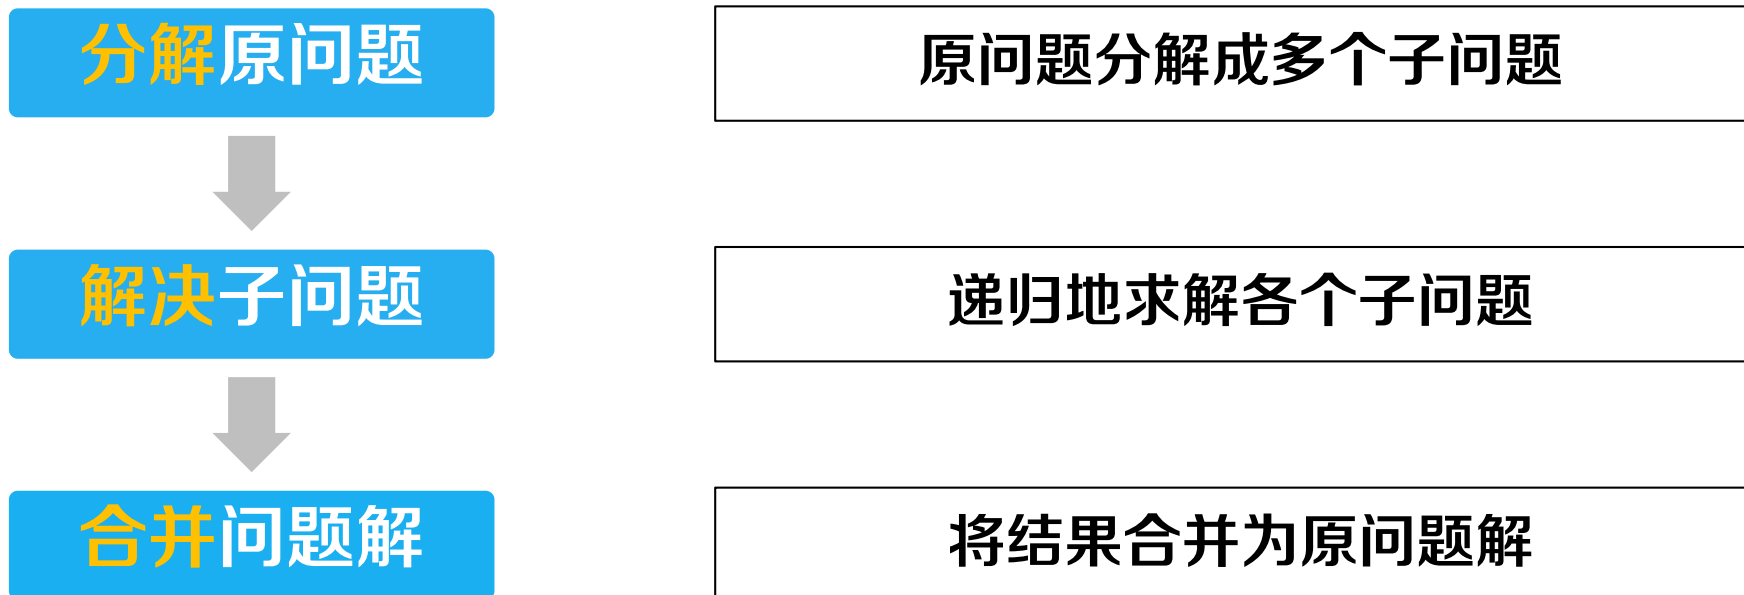 分解原问题
原问题分解成多个子问题
解决子问题
递归地求解各个子问题
合并问题解
将结果合并为原问题解